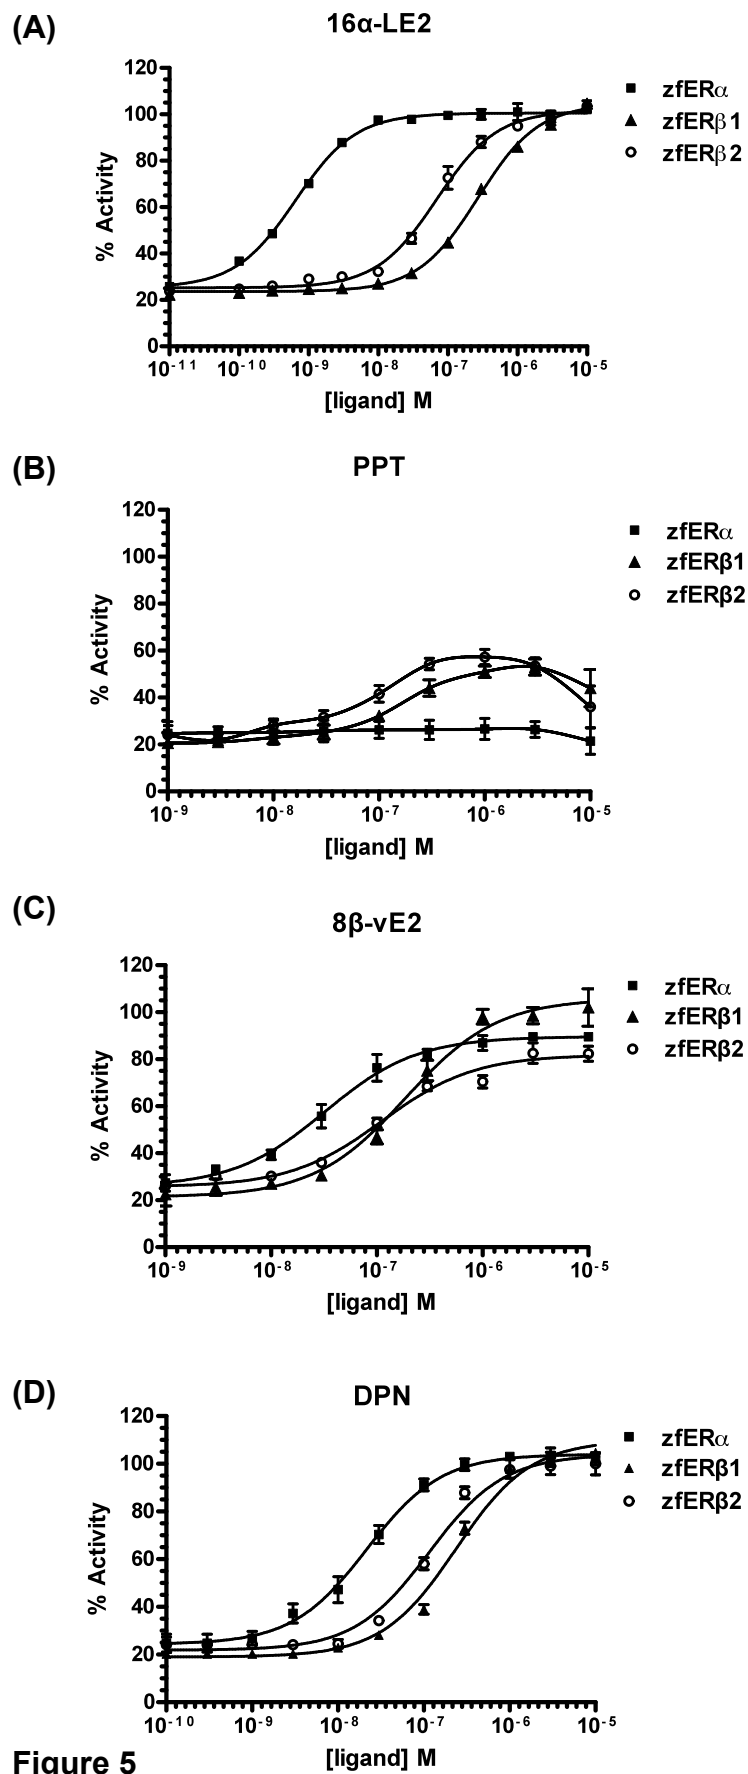 (A)
16α-LE2
120
100
80
60
40
20
0
% Activity
10-11 10-10 10-9 10-8 10-7 10-6 10-5
[ligand] M
zfERα
zfERβ1
zfERβ2
(B)
PPT
120
100
80
60
40
20
0
% Activity
10-9 10-8 10-7 10-6 10-5
[ligand] M
zfERα
zfERβ1
zfERβ2
(C)
8β-vE2
120
100
80
60
40
20
0
% Activity
10-9 10-8 10-7 10-6 10-5
[ligand] M
zfERα
zfERβ1
zfERβ2
(D)
DPN
120
100
80
60
40
20
0
% Activity
10-10 10-9 10-8 10-7 10-6 10-5
[ligand] M
zfERα
zfERβ1
zfERβ2
Figure 5